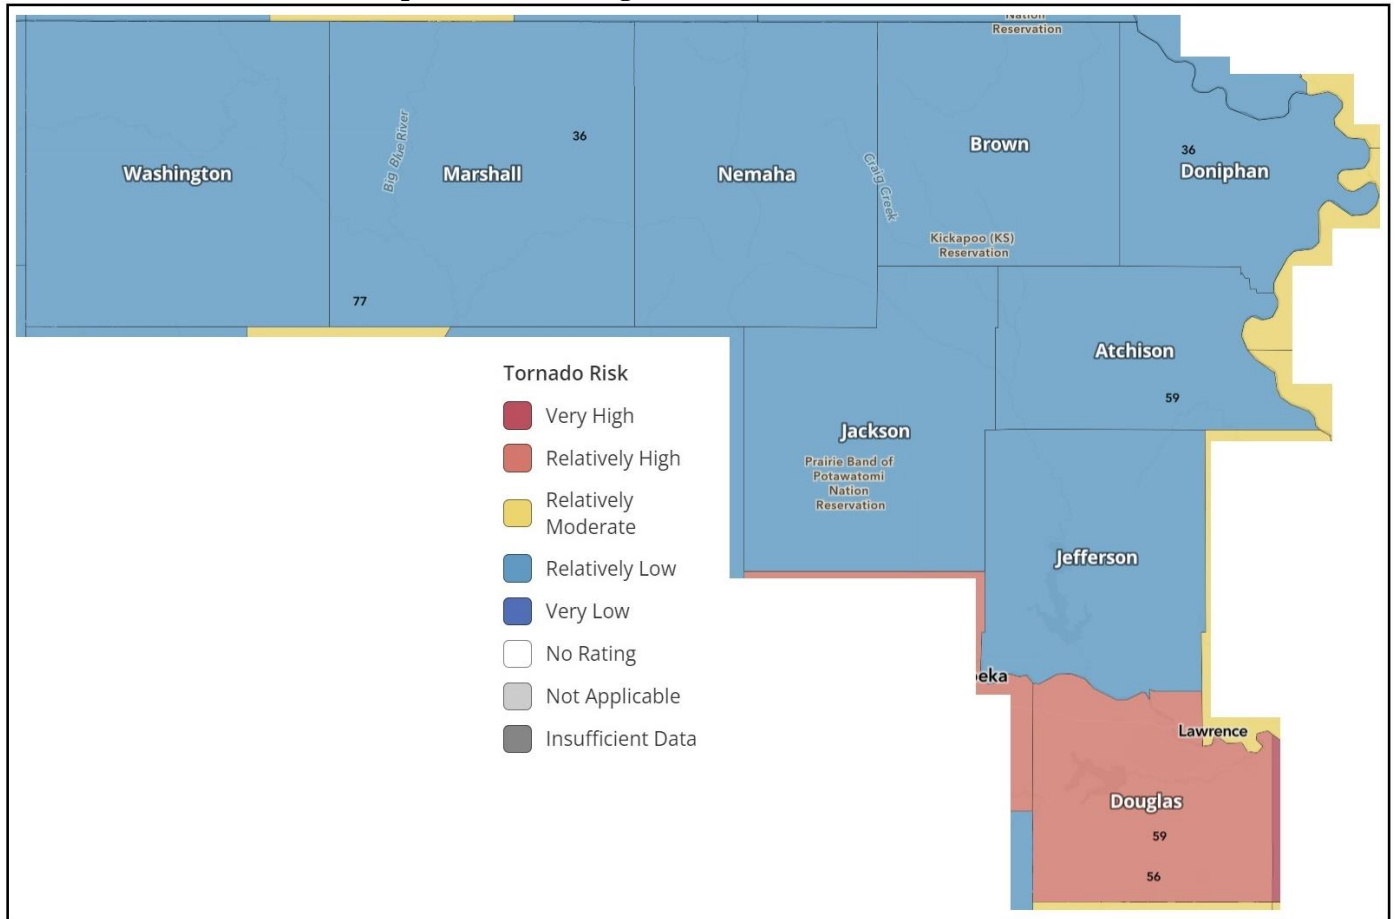 Nation
Reservation
36
Brown
36
Washington
Big Blue River
Marshall
Nemaha
Craig Creek
Doniphan
Kickapoo (KS)
Reservation
77
Atchison
59
Jackson
Prairie Band of
Potawatomi
Nation
Reservation
Jefferson
eka
Lawrence
Douglas
59
56
Tornado Risk
Very High
Relatively High
Relatively
Moderate
Relatively Low
Very Low
No Rating
Not Applicable
Insufficient Data